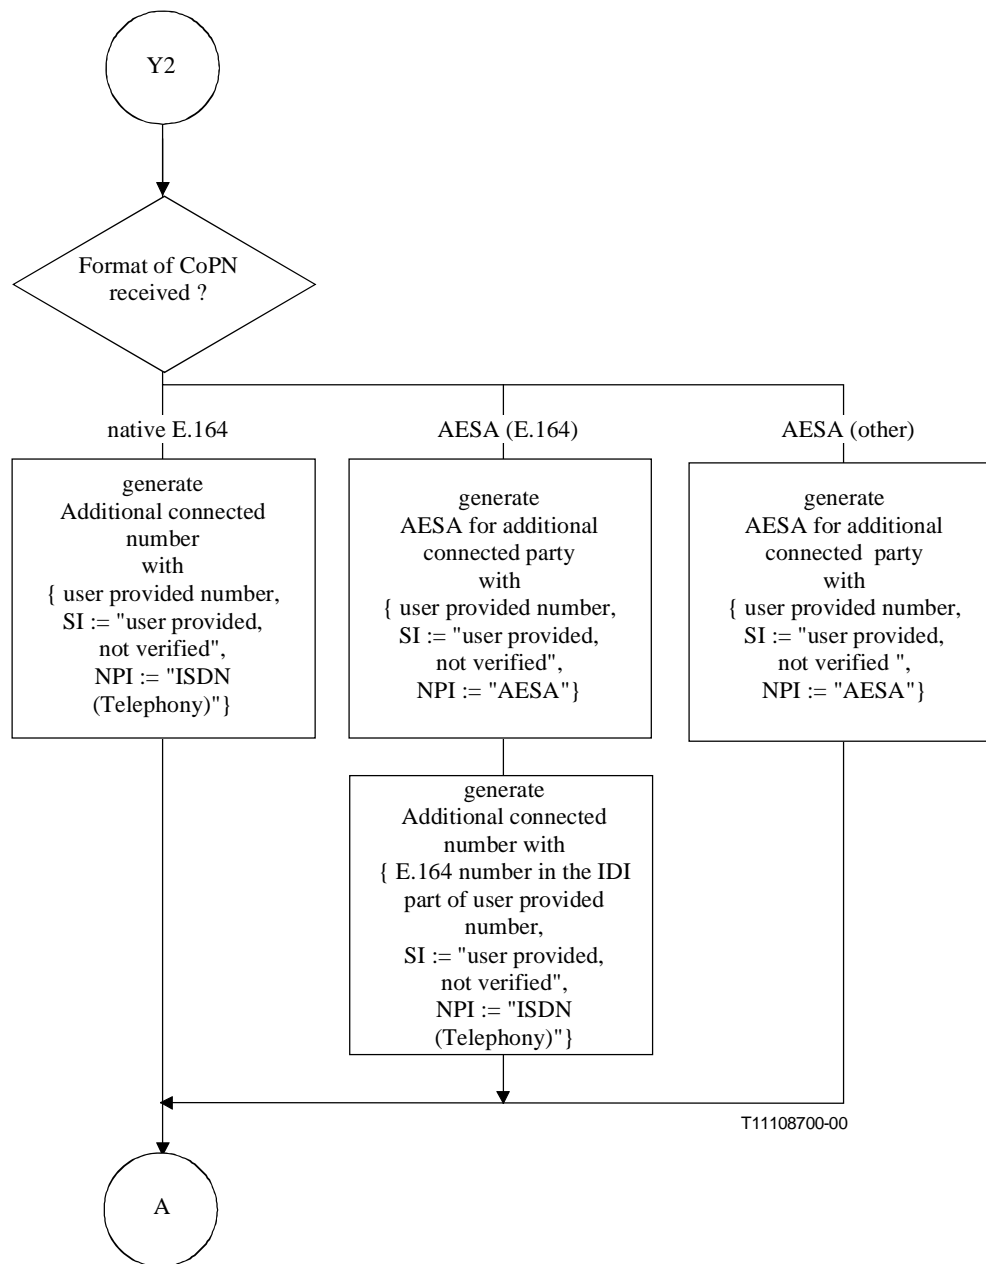 Y2
Format of CoPN
received ?
native E.164
AESA (E.164)
AESA (other)
generate
Additional connected
number
with
{ user provided number,
SI := "user provided,
not verified",
NPI := "ISDN
(Telephony)"}
generate
AESA for additional
connected party
with
{ user provided number,
SI := "user provided,
not verified",
NPI := "AESA"}
generate
AESA for additional
connected party
with
{ user provided number,
SI := "user provided,
not verified ",
NPI := "AESA"}
generate
Additional connected
number with
{ E.164 number in the IDI
part of user provided
number,
SI := "user provided,
not verified",
NPI := "ISDN
(Telephony)"}
T11108700-00
A